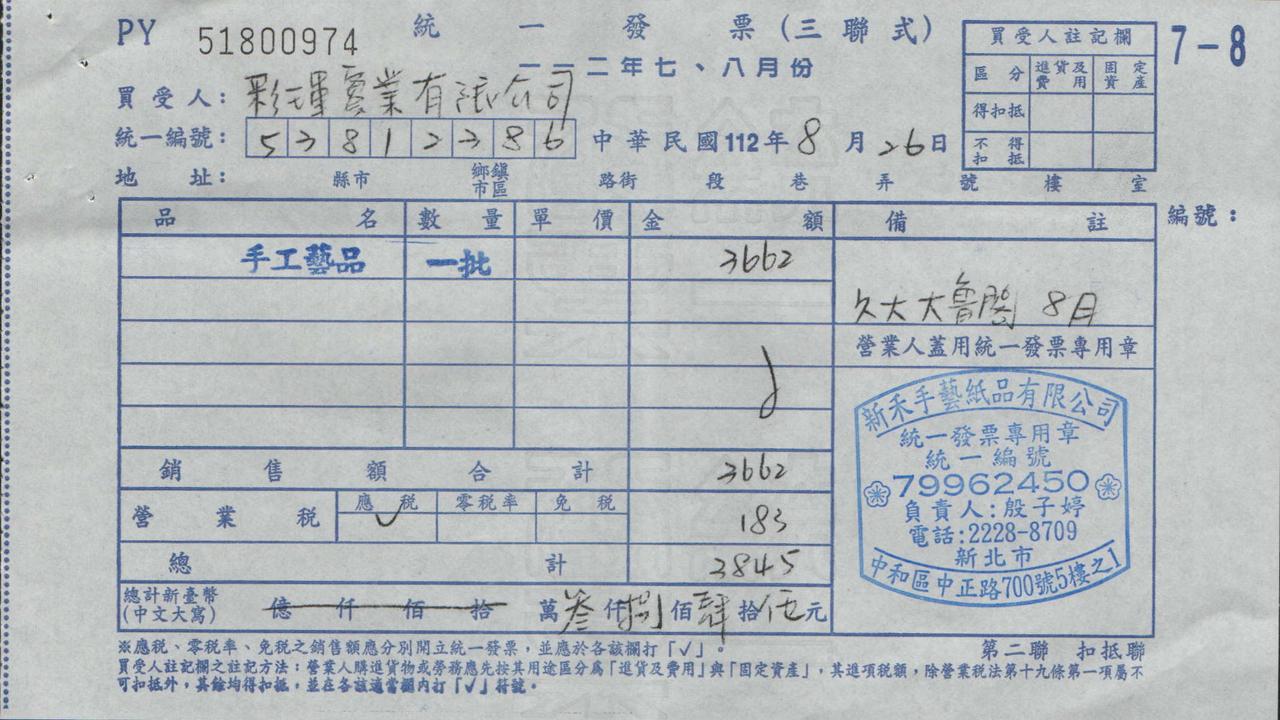 PY 51800974
統一發票(三聯式)
一一二年七、八月份
7-8
買受人註記欄
區分 進貨及費用 固定資產
得扣抵
不得扣抵
買受人: 彩琿實業有限公司
統一編號: 53812386 中華民國112年8月26日
地址: 縣市 鄉鎮市區 路街 段 巷 弄 號 樓 室
編號:
品名 數量 單價 金額 備註
手工藝品 一批 3662
久大大魯閣 8月
營業人蓋用統一發票專用章
新禾手藝紙品有限公司
統一發票專用章
統一編號
79962450
負責人:殷子婷
電話:2228-8709
新北市
中和區中正路700號5樓之1
銷售額合計 3662
營業稅 應稅 零稅率 免稅 183
✓
總計 3845
總計新臺幣(中文大寫) 億仟佰拾萬叁仟捌佰肆拾伍元
※應稅、零稅率、免稅之銷售額應分別開立統一發票,並應於各該欄打「✓」。
第二聯 扣抵聯
買受人註記欄之註記方法:營業人購進貨物或勞務應先按其用途區分為「進貨及費用」與「固定資產」,其進項稅額,除營業稅法第十九條第一項屬不
可扣抵外,其餘均得扣抵,並在各該適當欄內打「✓」符號。